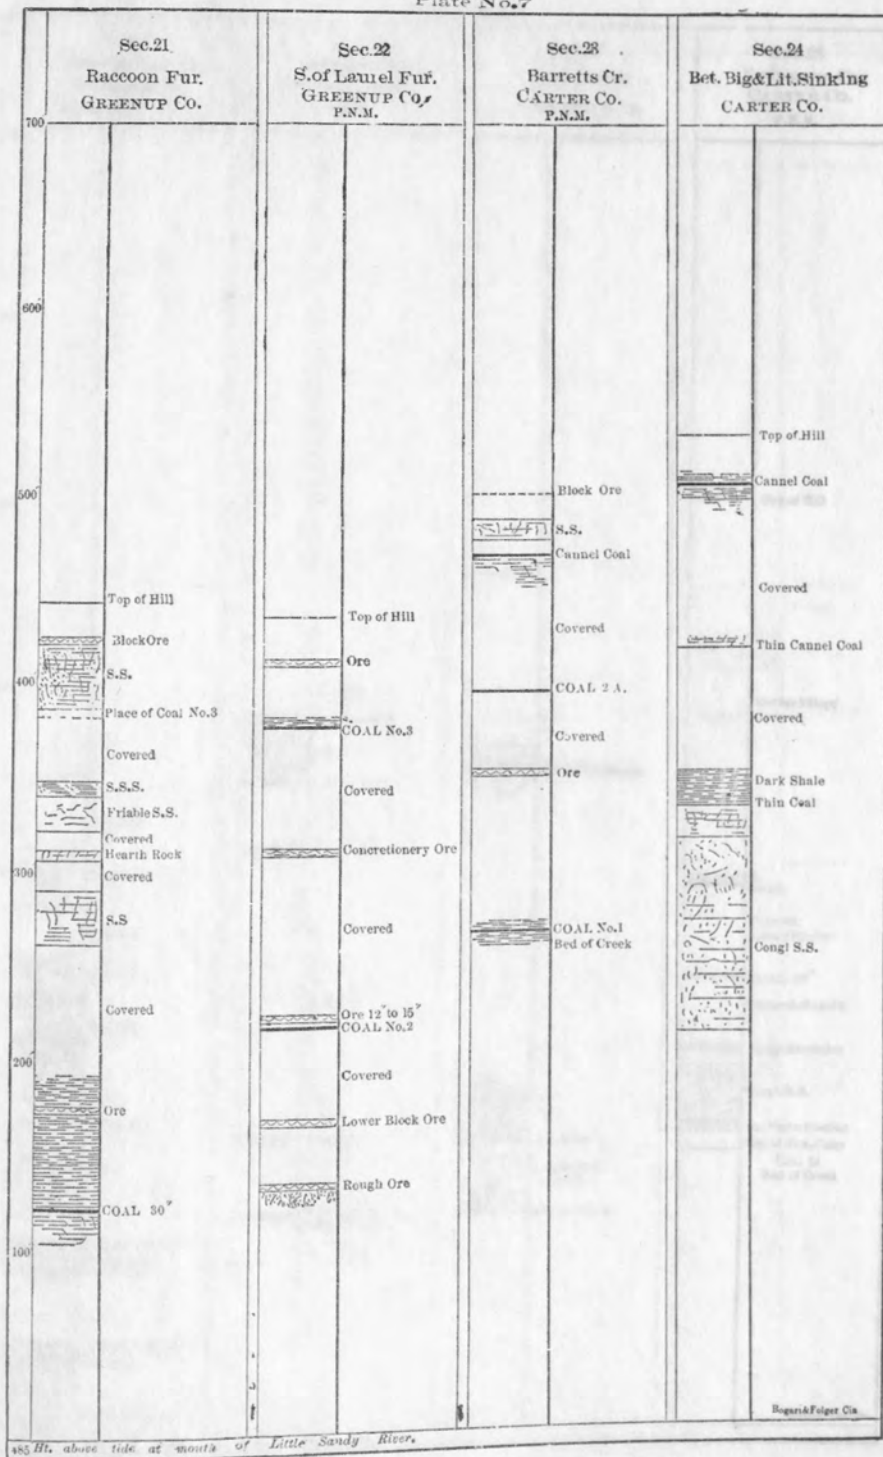 Plate No.7
Sec.21
Raccoon Fur.
GREENUP CO.
700
600
500
400
300
200
100
Top of Hill
Block Ore
S.S.
Place of Coal No.3
Covered
S.S.S.
Friable S.S.
Covered
Hearth Rock
Covered
S.S
Covered
Ore
COAL 30"
Sec.22
S.of Laurel Fur.
GREENUP CO,
P.N.M.
Top of Hill
Ore
COAL No.3
Covered
Concretionery Ore
Covered
Ore 12" to 15"
COAL No.2
Covered
Lower Block Ore
Rough Ore
Sec.23
Barretts Cr.
CARTER CO.
P.N.M.
Block Ore
S.S.
Cannel Coal
Covered
COAL 2 A.
Covered
Ore
COAL No.1
Bed of Creek
Sec.24
Bet. Big&Lit.Sinking
CARTER CO.
Top of Hill
Cannel Coal
Covered
Thin Cannel Coal
Covered
Dark Shale
Thin Coal
Congl S.S.
Bogart&Folger Cin
485 Ht. above tide at mouth of Little Sandy River.